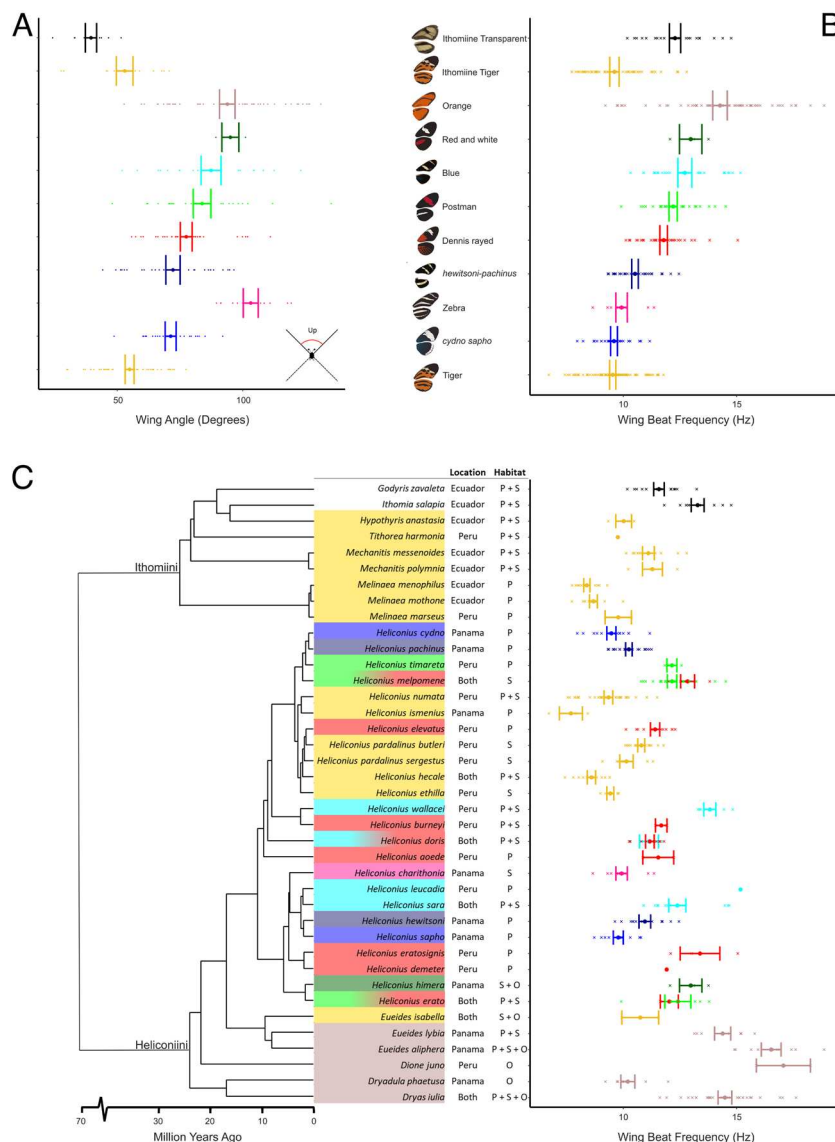 A
B
Ithomiine Transparent
Ithomiine Tiger
Orange
Red and white
Blue
Postman
Dennis rayed
hewitsoni-pachinus
Zebra
cydno sapho
Tiger
Up
50 100
Wing Angle (Degrees)
10 15
Wing Beat Frequency (Hz)
C
Location Habitat
Godyris zavaleta Ecuador P + S
Ithomia salapia Ecuador P + S
Hypothyris anastasia Ecuador P + S
Tithorea harmonia Peru P + S
Mechanitis messenoides Ecuador P + S
Mechanitis polymnia Ecuador P + S
Ithomiini
Melinaea menophilus Ecuador P
Melinaea mothone Ecuador P
Melinaea marseus Peru P
Heliconius cydno Panama P
Heliconius pachinus Panama P
Heliconius timareta Peru P
Heliconius melpomene Both S
Heliconius numata Peru P + S
Heliconius ismenius Panama P
Heliconius elevatus Peru P
Heliconius pardalinus butleri Peru S
Heliconius pardalinus sergestus Peru S
Heliconius hecale Both P + S
Heliconius ethilla Peru S
Heliconius wallacei Peru P + S
Heliconius burneyi Peru P + S
Heliconius doris Both P + S
Heliconius aoede Peru P
Heliconius charithonia Panama S
Heliconius leucadia Peru P
Heliconius sara Both P + S
Heliconius hewitsoni Panama P
Heliconius sapho Panama P
Heliconius eratosignis Peru P
Heliconius demeter Peru P
Heliconius himera Panama S + O
Heliconius erato Both P + S
Eueides isabella Both S + O
Eueides lybia Panama P + S
Heliconiini
Eueides aliphera Panama P + S + O
Dione juno Peru O
Dryadula phaetusa Panama O
Dryas iulia Both P + S + O
70 30 20 10 0
Million Years Ago
10 15
Wing Beat Frequency (Hz)